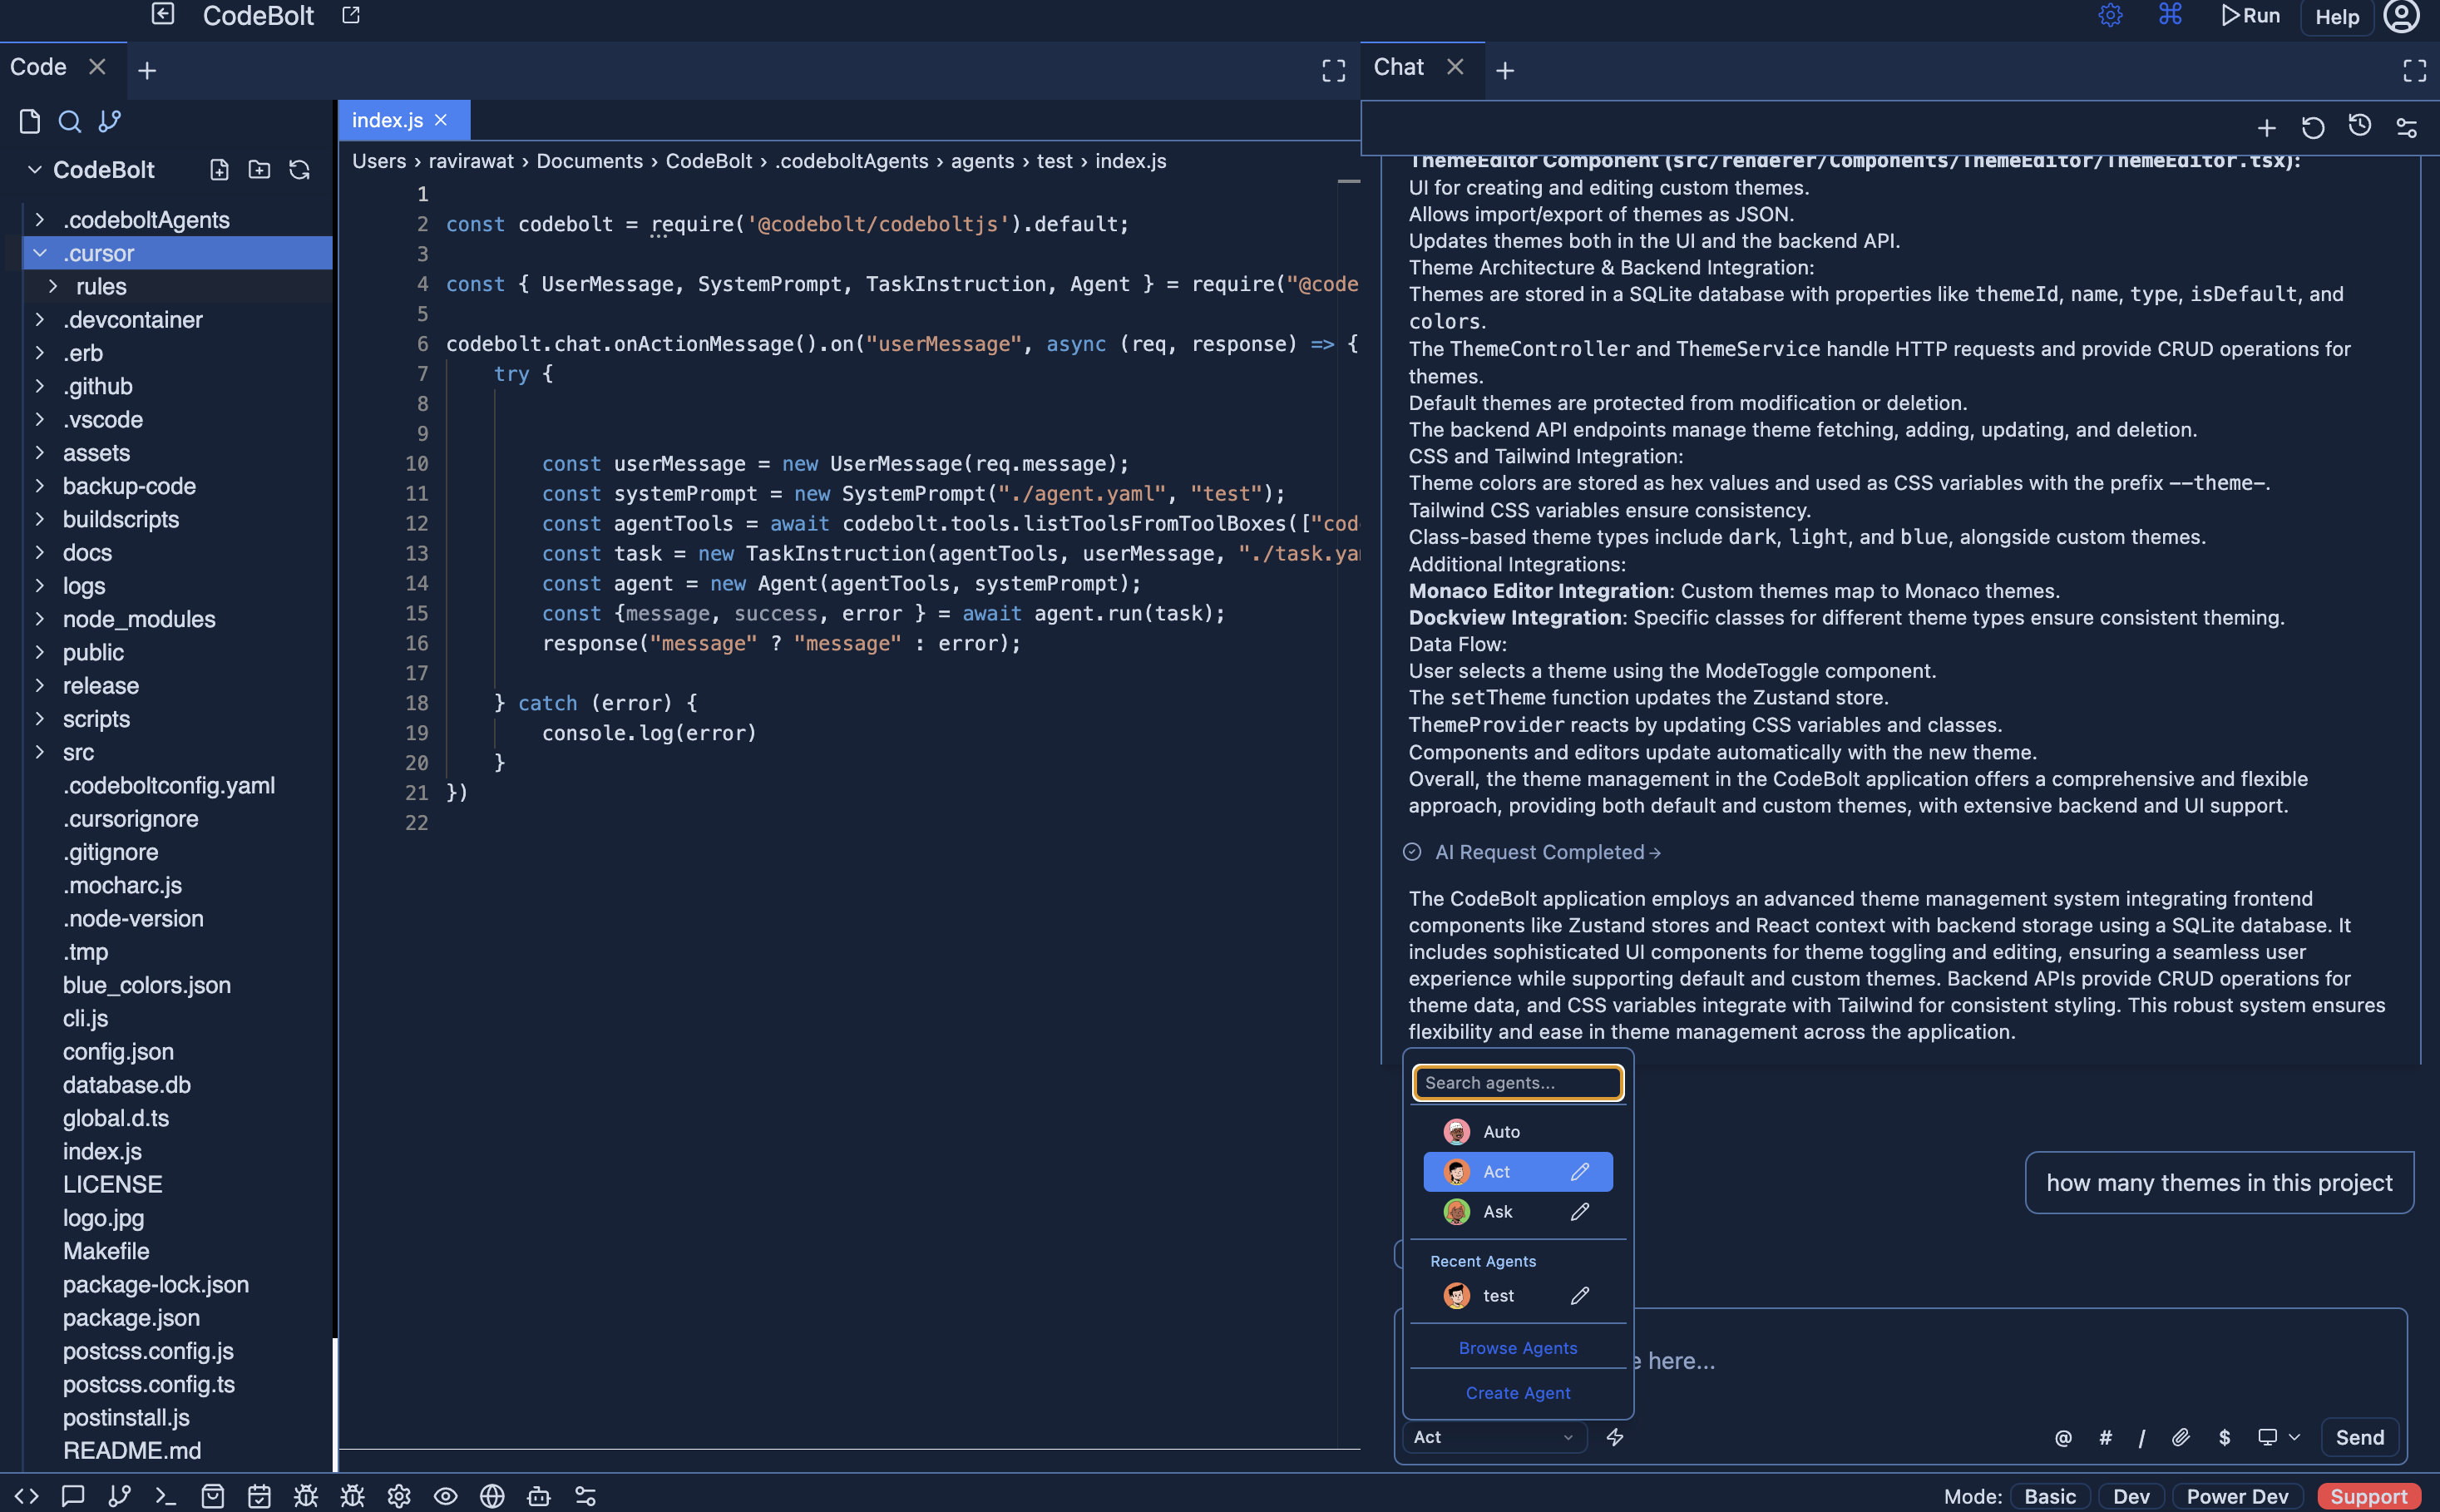 CodeBolt
Run
Help
Code
Chat
index.js
CodeBolt
.codeboltAgents
.cursor
rules
.devcontainer
.erb
.github
.vscode
assets
backup-code
buildscripts
docs
logs
node_modules
public
release
scripts
src
.codeboltconfig.yaml
.cursorignore
.gitignore
.mocharc.js
.node-version
.tmp
blue_colors.json
cli.js
config.json
database.db
global.d.ts
index.js
LICENSE
logo.jpg
Makefile
package-lock.json
package.json
postcss.config.js
postcss.config.ts
postinstall.js
README.md
Users › ravirawat › Documents › CodeBolt › .codeboltAgents › agents › test › index.js
1
2 const codebolt = require('@codebolt/codeboltjs').default;
3
4 const { UserMessage, SystemPrompt, TaskInstruction, Agent } = require("@code
5
6 codebolt.chat.onActionMessage().on("userMessage", async (req, response) => {
7 try {
8
9
10 const userMessage = new UserMessage(req.message);
11 const systemPrompt = new SystemPrompt("./agent.yaml", "test");
12 const agentTools = await codebolt.tools.listToolsFromToolBoxes(["cod
13 const task = new TaskInstruction(agentTools, userMessage, "./task.ya
14 const agent = new Agent(agentTools, systemPrompt);
15 const {message, success, error } = await agent.run(task);
16 response("message" ? "message" : error);
17
18 } catch (error) {
19 console.log(error)
20 }
21 })
22
ThemeEditor Component (src/renderer/Components/ThemeEditor/ThemeEditor.tsx):
UI for creating and editing custom themes.
Allows import/export of themes as JSON.
Updates themes both in the UI and the backend API.
Theme Architecture & Backend Integration:
Themes are stored in a SQLite database with properties like themeId, name, type, isDefault, and
colors.
The ThemeController and ThemeService handle HTTP requests and provide CRUD operations for
themes.
Default themes are protected from modification or deletion.
The backend API endpoints manage theme fetching, adding, updating, and deletion.
CSS and Tailwind Integration:
Theme colors are stored as hex values and used as CSS variables with the prefix --theme-.
Tailwind CSS variables ensure consistency.
Class-based theme types include dark, light, and blue, alongside custom themes.
Additional Integrations:
Monaco Editor Integration: Custom themes map to Monaco themes.
Dockview Integration: Specific classes for different theme types ensure consistent theming.
Data Flow:
User selects a theme using the ModeToggle component.
The setTheme function updates the Zustand store.
ThemeProvider reacts by updating CSS variables and classes.
Components and editors update automatically with the new theme.
Overall, the theme management in the CodeBolt application offers a comprehensive and flexible
approach, providing both default and custom themes, with extensive backend and UI support.
AI Request Completed→
The CodeBolt application employs an advanced theme management system integrating frontend
components like Zustand stores and React context with backend storage using a SQLite database. It
includes sophisticated UI components for theme toggling and editing, ensuring a seamless user
experience while supporting default and custom themes. Backend APIs provide CRUD operations for
theme data, and CSS variables integrate with Tailwind for consistent styling. This robust system ensures
flexibility and ease in theme management across the application.
how many themes in this project
Search agents...
Auto
Act
Ask
Recent Agents
test
Browse Agents
Create Agent
e here...
Act
@ # / $
Send
Mode: Basic Dev Power Dev Support